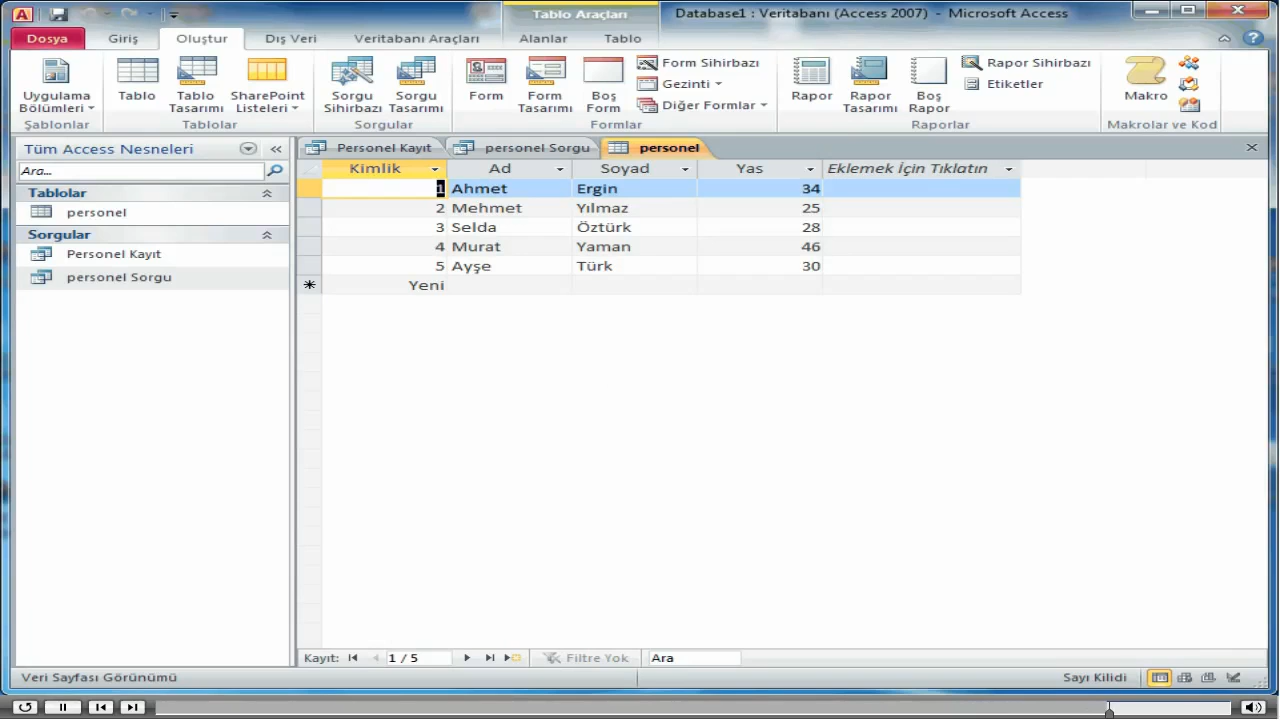 Tablo Araçları
Database1 : Veritabanı (Access 2007) - Microsoft Access
Dosya Giriş Oluştur Dış Veri Veritabanı Araçları Alanlar Tablo
Uygulama Bölümleri
Şablonlar
Tablo
Tablo Tasarımı
SharePoint Listeleri
Tablolar
Sorgu Sihirbazı
Sorgu Tasarımı
Sorgular
Form
Form Tasarımı
Boş Form
Form Sihirbazı
Gezinti
Diğer Formlar
Formlar
Rapor
Rapor Tasarımı
Boş Rapor
Rapor Sihirbazı
Etiketler
Raporlar
Makro
Makrolar ve Kod
Tüm Access Nesneleri
Ara...
Tablolar
personel
Sorgular
Personel Kayıt
personel Sorgu
Personel Kayıt personel Sorgu personel
Kimlik Ad Soyad Yas Eklemek İçin Tıklatın
1 Ahmet Ergin 34
2 Mehmet Yılmaz 25
3 Selda Öztürk 28
4 Murat Yaman 46
5 Ayşe Türk 30
Yeni
Kayıt: 1 / 5 Filtre Yok Ara
Veri Sayfası Görünümü
Sayı Kilidi